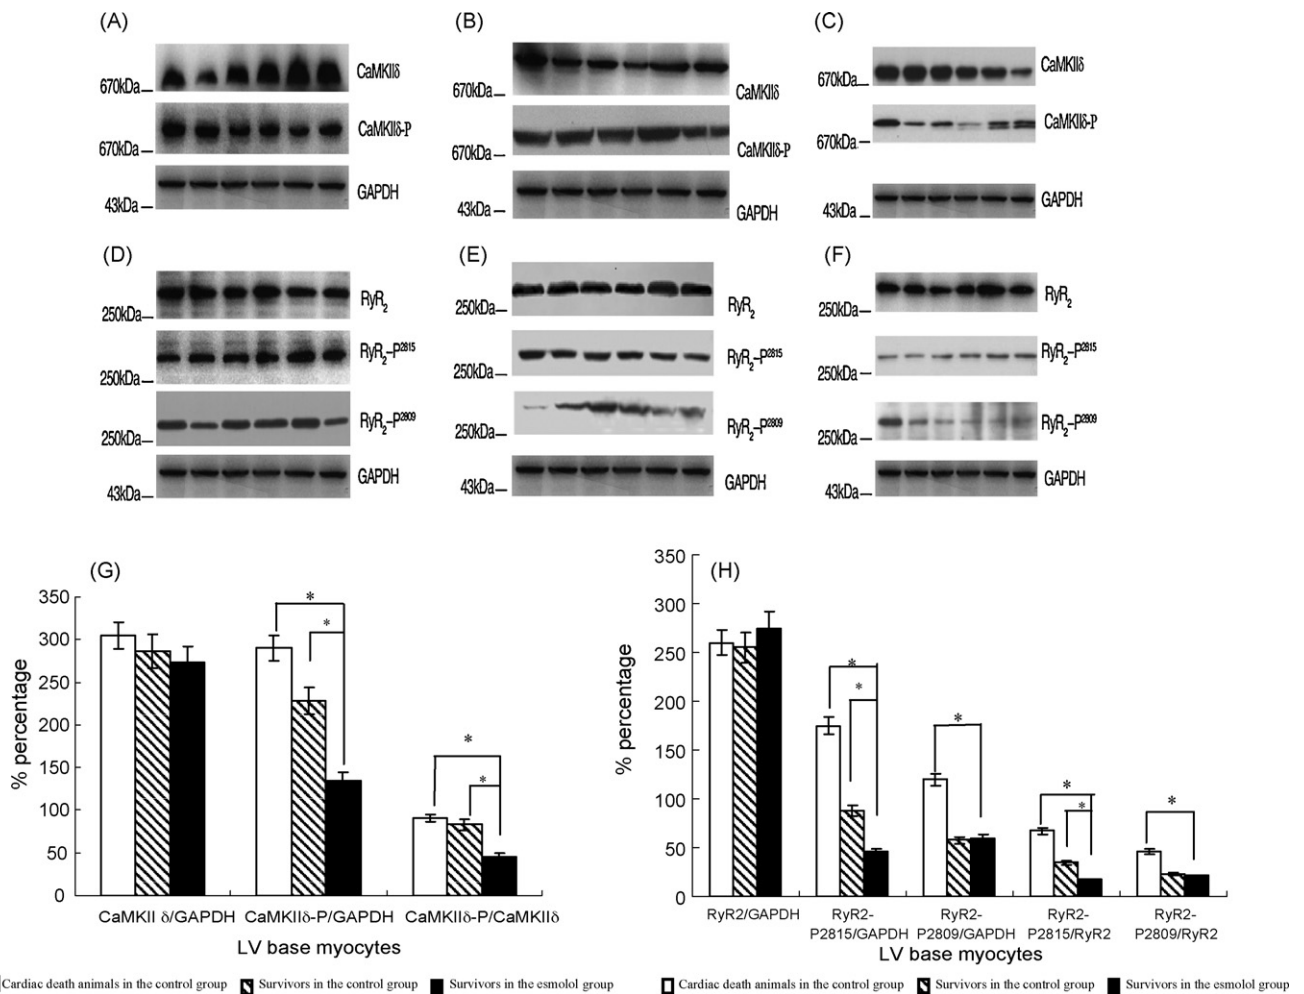 (A)
CaMKIIδ
670kDa
CaMKIIδ-P
670kDa
GAPDH
43kDa
(B)
CaMKIIδ
670kDa
CaMKIIδ-P
670kDa
GAPDH
43kDa
(C)
CaMKIIδ
670kDa
CaMKIIδ-P
670kDa
GAPDH
43kDa
(D)
RyR2
250kDa
RyR2-P2815
250kDa
RyR2-P2809
250kDa
GAPDH
43kDa
(E)
RyR2
250kDa
RyR2-P2815
250kDa
RyR2-P2809
250kDa
GAPDH
43kDa
(F)
RyR2
250kDa
RyR2-P2815
250kDa
RyR2-P2809
250kDa
GAPDH
43kDa
(G)
% percentage
350
300
250
200
150
100
50
0
*
*
*
*
CaMKII δ/GAPDH CaMKIIδ-P/GAPDH CaMKIIδ-P/CaMKIIδ
LV base myocytes
Cardiac death animals in the control group Survivors in the control group Survivors in the esmolol group
(H)
% percentage
350
300
250
200
150
100
50
0
*
*
*
*
*
*
RyR2/GAPDH RyR2- RyR2- RyR2- RyR2-
P2815/GAPDH P2809/GAPDH P2815/RyR2 P2809/RyR2
LV base myocytes
Cardiac death animals in the control group Survivors in the control group Survivors in the esmolol group